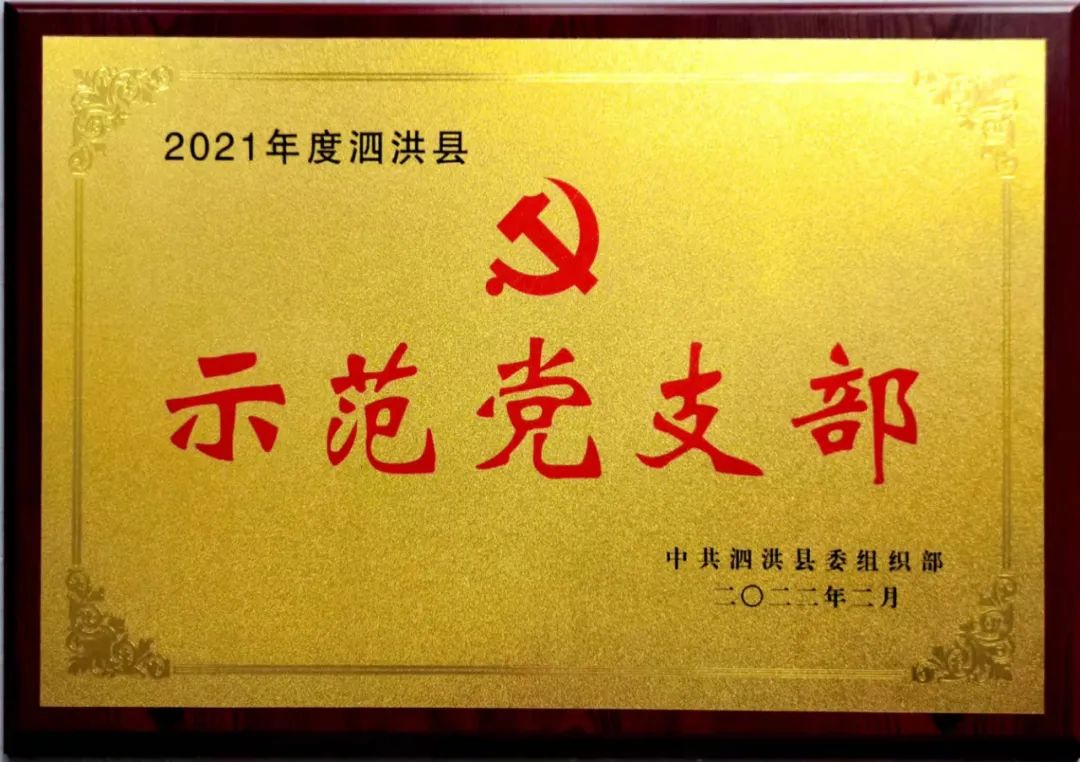 2021年度泗洪县
示范党支部
中共泗洪县委组织部
二〇二二年二月